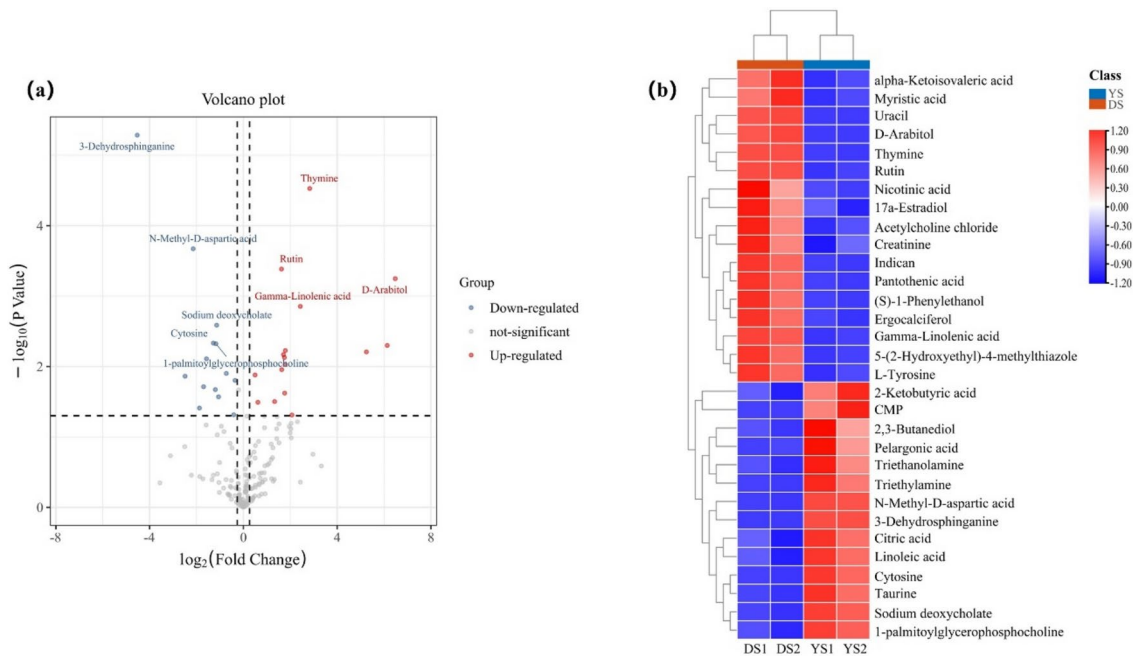 (a)
Volcano plot
3-Dehydrosphinganine
Thymine
N-Methyl-D-aspartic acid
Rutin
D-Arabitol
Gamma-Linolenic acid
Sodium deoxycholate
Cytosine
1-palmitoylglycerophosphocholine
4
2
0
-8
-4
0
4
8
−log10(P Value)
log2(Fold Change)
Group
Down-regulated
not-significant
Up-regulated
(b)
alpha-Ketoisovaleric acid
Myristic acid
Uracil
D-Arabitol
Thymine
Rutin
Nicotinic acid
17a-Estradiol
Acetylcholine chloride
Creatinine
Indican
Pantothenic acid
(S)-1-Phenylethanol
Ergocalciferol
Gamma-Linolenic acid
5-(2-Hydroxyethyl)-4-methylthiazole
L-Tyrosine
2-Ketobutyric acid
CMP
2,3-Butanediol
Pelargonic acid
Triethanolamine
Triethylamine
N-Methyl-D-aspartic acid
3-Dehydrosphinganine
Citric acid
Linoleic acid
Cytosine
Taurine
Sodium deoxycholate
1-palmitoylglycerophosphocholine
DS1 DS2 YS1 YS2
Class
YS
DS
1.20
0.90
0.60
0.30
0.00
-0.30
-0.60
-0.90
-1.20